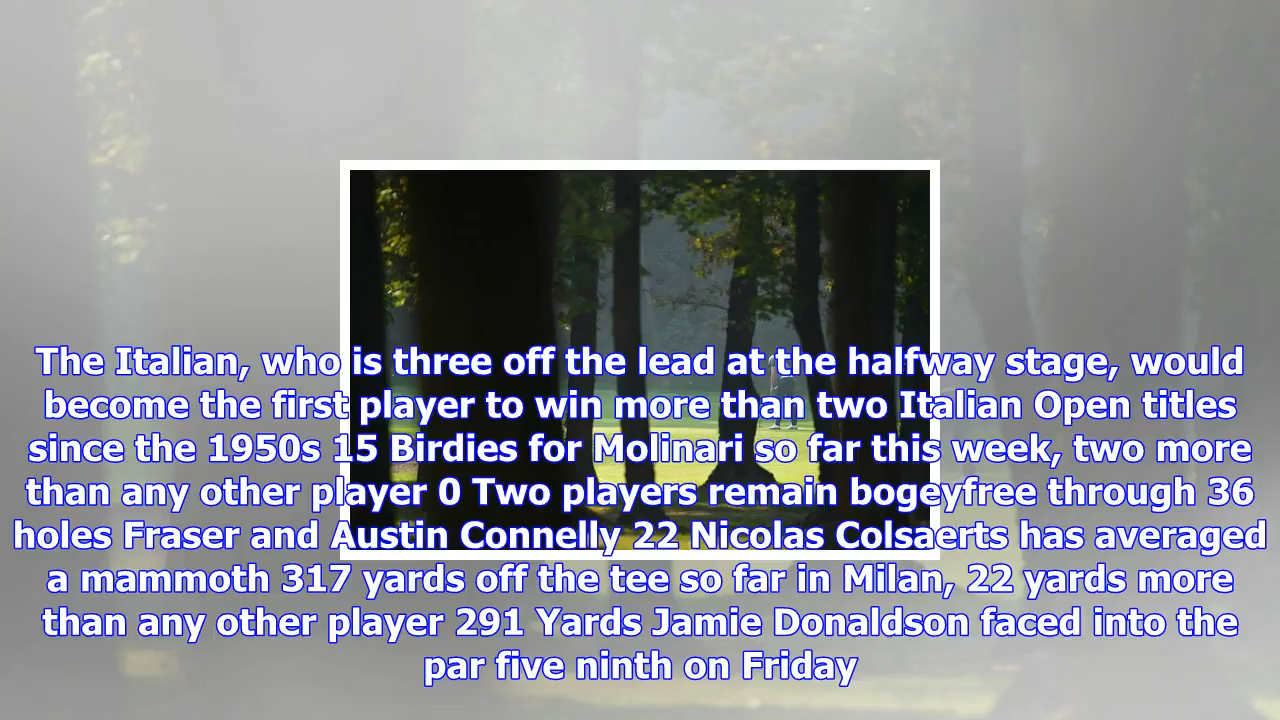 The Italian, who is three off the lead at the halfway stage, would
become the first player to win more than two Italian Open titles
since the 1950s 15 Birdies for Molinari so far this week, two more
than any other player 0 Two players remain bogeyfree through 36
holes Fraser and Austin Connelly 22 Nicolas Colsaerts has averaged
a mammoth 317 yards off the tee so far in Milan, 22 yards more
than any other player 291 Yards Jamie Donaldson faced into the
par five ninth on Friday